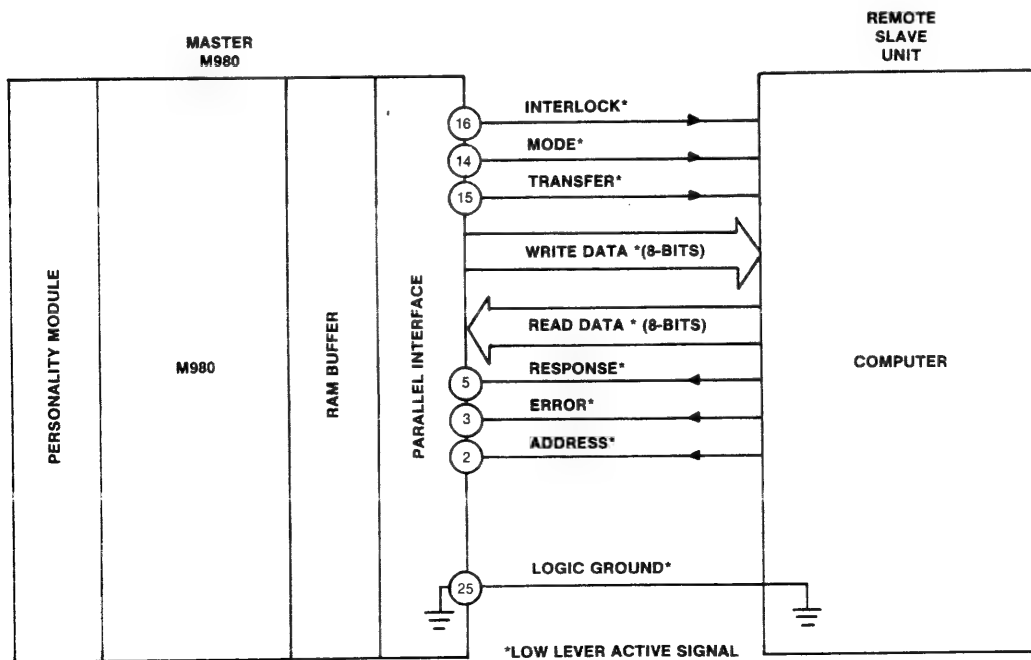 MASTER
M980
REMOTE
SLAVE
UNIT
PERSONALITY MODULE
M980
RAM BUFFER
PARALLEL INTERFACE
16
INTERLOCK*
14
MODE*
15
TRANSFER*
WRITE DATA *(8-BITS)
READ DATA * (8-BITS)
5
RESPONSE*
3
ERROR*
2
ADDRESS*
COMPUTER
25
LOGIC GROUND*
*LOW LEVER ACTIVE SIGNAL